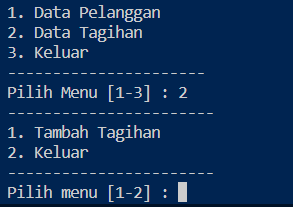 1. Data Pelanggan
2. Data Tagihan
3. Keluar
----------------------
Pilih Menu [1-3] : 2
-----------------------
1. Tambah Tagihan
2. Keluar
-----------------------
Pilih menu [1-2] :